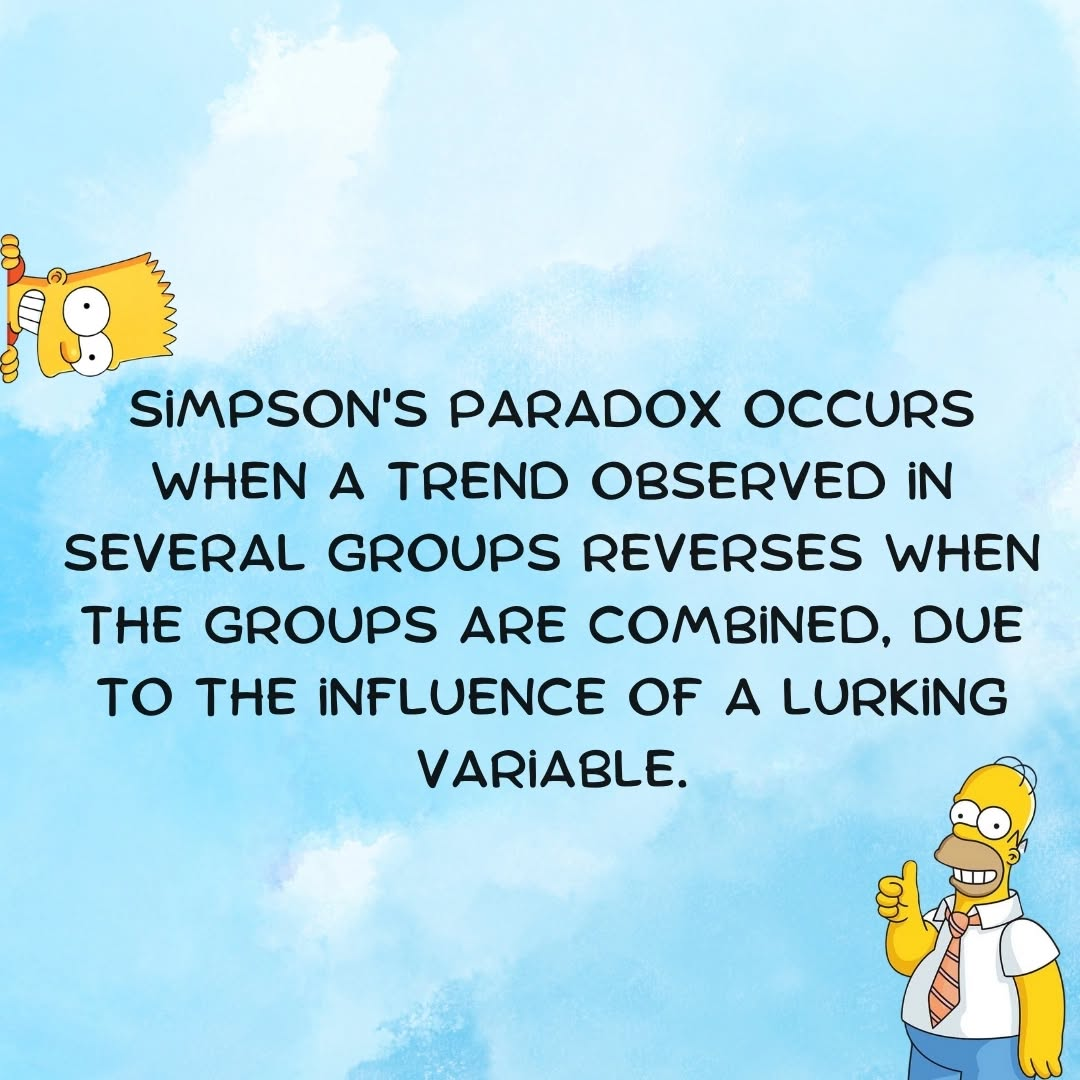 SIMPSON'S PARADOX OCCURS
WHEN A TREND OBSERVED IN
SEVERAL GROUPS REVERSES WHEN
THE GROUPS ARE COMBINED, DUE
TO THE INFLUENCE OF A LURKING
VARIABLE.